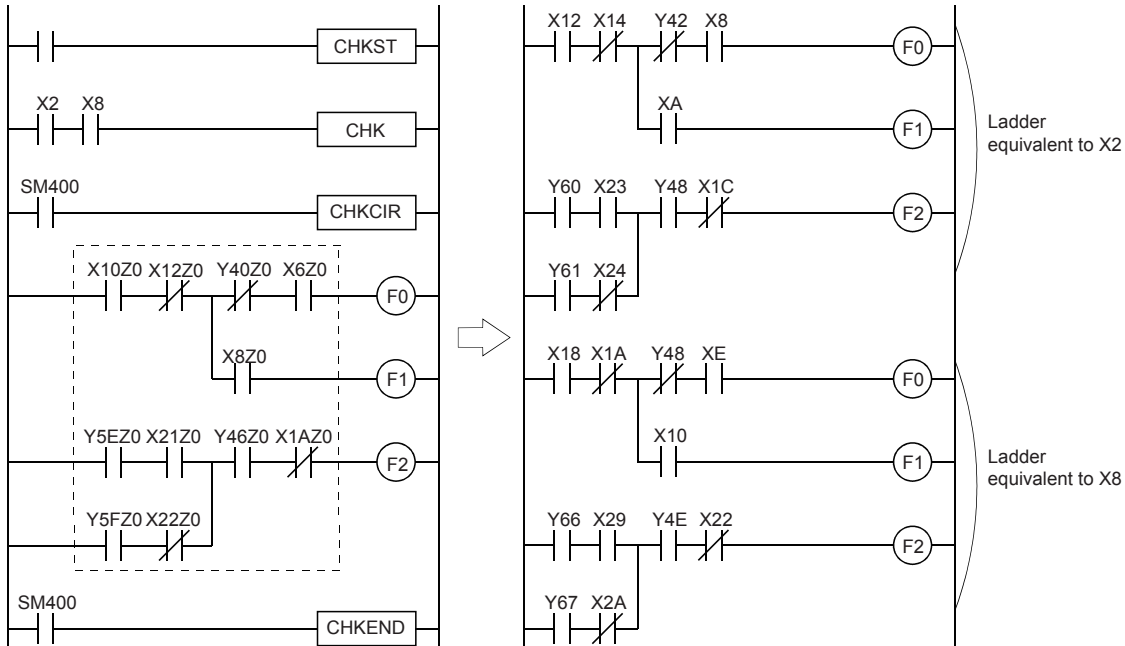 CHKST
X2 X8
CHK
SM400
CHKCIR
X10Z0 X12Z0 Y40Z0 X6Z0
F0
X8Z0
F1
Y5EZ0 X21Z0 Y46Z0 X1AZ0
F2
Y5FZ0 X22Z0
SM400
CHKEND
X12 X14 Y42 X8
F0
XA
F1
Y60 X23 Y48 X1C
F2
Y61 X24
Ladder
equivalent to X2
X18 X1A Y48 XE
F0
X10
F1
Y66 X29 Y4E X22
F2
Y67 X2A
Ladder
equivalent to X8